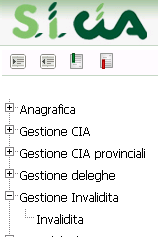 S.I.CIA
Anagrafica
Gestione CIA
Gestione CIA provinciali
Gestione deleghe
Gestione Invalidita
Invalidita